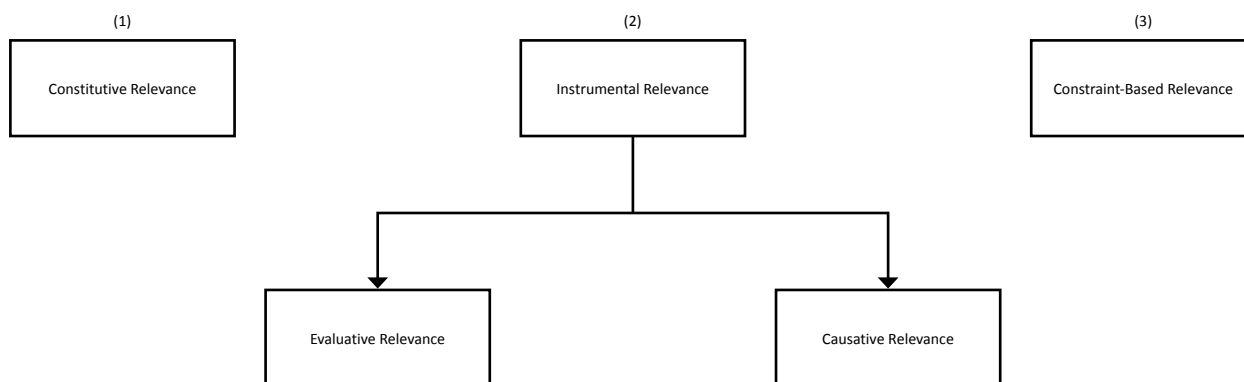 (1)
(2)
(3)
Constitutive Relevance
Instrumental Relevance
Constraint-Based Relevance
Evaluative Relevance
Causative Relevance